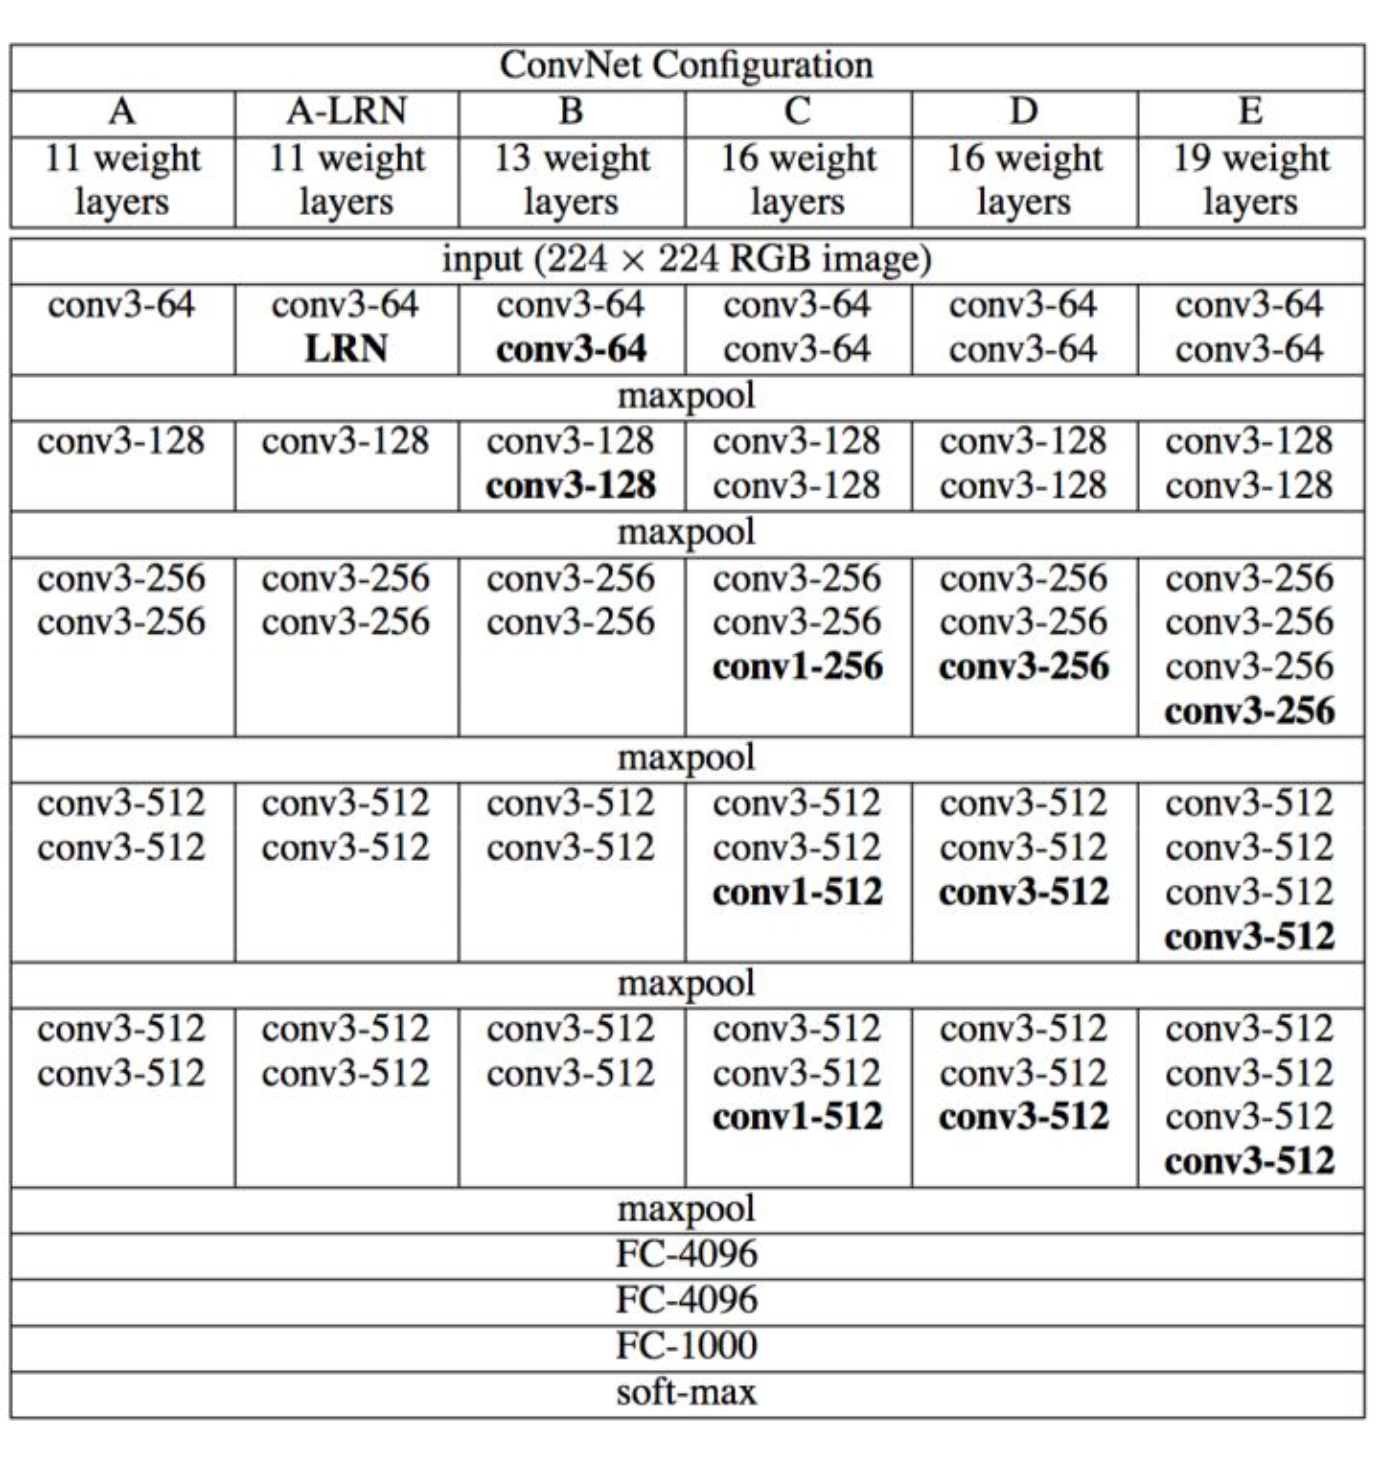 ConvNet Configuration
A A-LRN B C D E
11 weight 11 weight 13 weight 16 weight 16 weight 19 weight
layers layers layers layers layers layers
input (224 × 224 RGB image)
conv3-64 conv3-64 conv3-64 conv3-64 conv3-64 conv3-64
LRN conv3-64 conv3-64 conv3-64 conv3-64
maxpool
conv3-128 conv3-128 conv3-128 conv3-128 conv3-128 conv3-128
conv3-128 conv3-128 conv3-128 conv3-128
maxpool
conv3-256 conv3-256 conv3-256 conv3-256 conv3-256 conv3-256
conv3-256 conv3-256 conv3-256 conv3-256 conv3-256 conv3-256
conv1-256 conv3-256 conv3-256
conv3-256
maxpool
conv3-512 conv3-512 conv3-512 conv3-512 conv3-512 conv3-512
conv3-512 conv3-512 conv3-512 conv3-512 conv3-512 conv3-512
conv1-512 conv3-512 conv3-512
conv3-512
maxpool
conv3-512 conv3-512 conv3-512 conv3-512 conv3-512 conv3-512
conv3-512 conv3-512 conv3-512 conv3-512 conv3-512 conv3-512
conv1-512 conv3-512 conv3-512
conv3-512
maxpool
FC-4096
FC-4096
FC-1000
soft-max